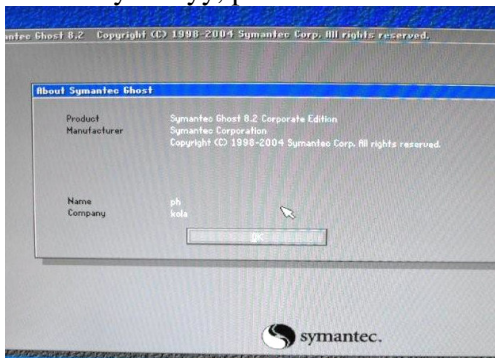 Ghost 8.2 Copyright (C) 1998-2004 Symantec Corp. All rights reserved.
About Symantec Ghost
Product Symantec Ghost 8.2 Corporate Edition
Manufacturer Symantec Corporation
Copyright (C) 1998-2004 Symantec Corp. All rights reserved.
Name ph
Company kola
OK
symantec.